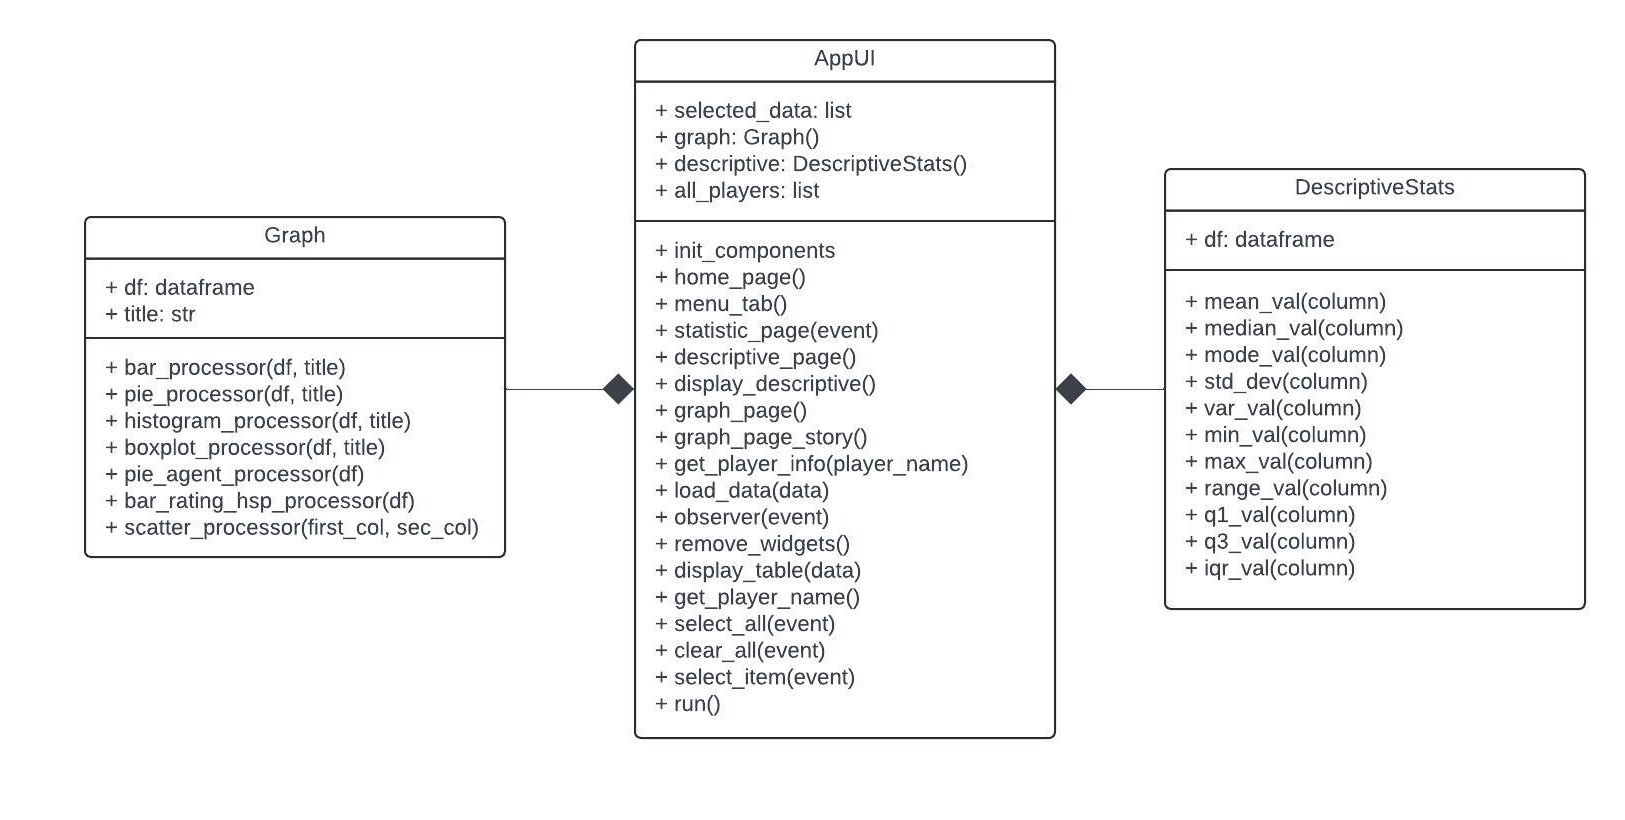 Graph
+ df: dataframe
+ title: str
+ bar_processor(df, title)
+ pie_processor(df, title)
+ histogram_processor(df, title)
+ boxplot_processor(df, title)
+ pie_agent_processor(df)
+ bar_rating_hsp_processor(df)
+ scatter_processor(first_col, sec_col)
AppUI
+ selected_data: list
+ graph: Graph()
+ descriptive: DescriptiveStats()
+ all_players: list
+ init_components
+ home_page()
+ menu_tab()
+ statistic_page(event)
+ descriptive_page()
+ display_descriptive()
+ graph_page()
+ graph_page_story()
+ get_player_info(player_name)
+ load_data(data)
+ observer(event)
+ remove_widgets()
+ display_table(data)
+ get_player_name()
+ select_all(event)
+ clear_all(event)
+ select_item(event)
+ run()
DescriptiveStats
+ df: dataframe
+ mean_val(column)
+ median_val(column)
+ mode_val(column)
+ std_dev(column)
+ var_val(column)
+ min_val(column)
+ max_val(column)
+ range_val(column)
+ q1_val(column)
+ q3_val(column)
+ iqr_val(column)